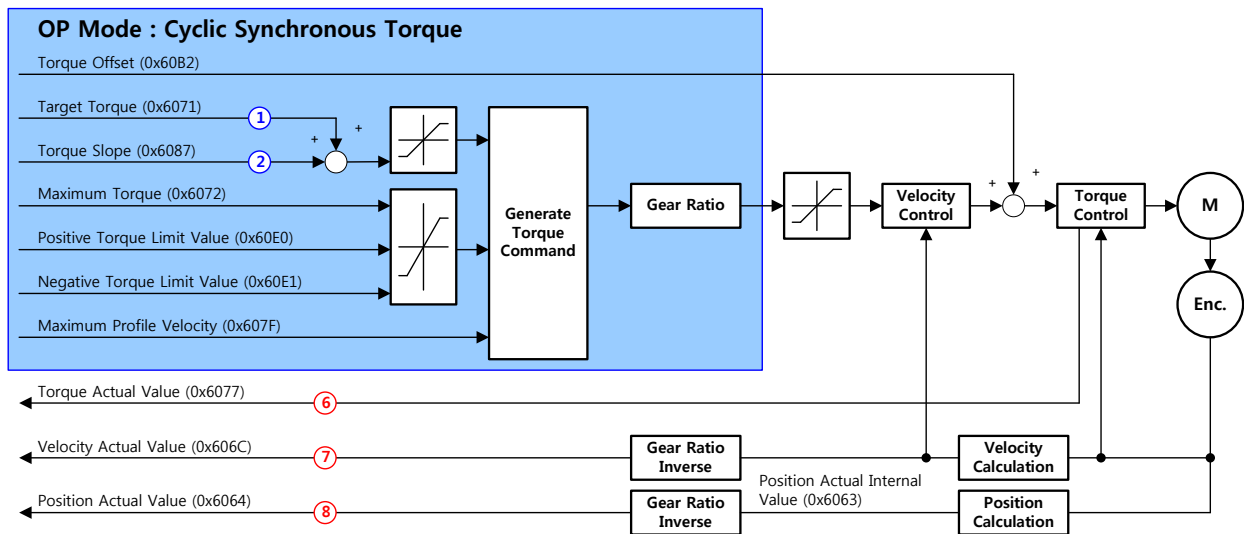 OP Mode : Cyclic Synchronous Torque
Torque Offset (0x60B2)
Target Torque (0x6071)
1
+
+
Torque Slope (0x6087)
2
Maximum Torque (0x6072)
Positive Torque Limit Value (0x60E0)
Negative Torque Limit Value (0x60E1)
Maximum Profile Velocity (0x607F)
Generate
Torque
Command
Gear Ratio
Velocity
Control
+
+
Torque
Control
M
Enc.
Torque Actual Value (0x6077)
6
Velocity Actual Value (0x606C)
7
Gear Ratio
Inverse
Velocity
Calculation
Position Actual Value (0x6064)
8
Gear Ratio
Inverse
Position Actual Internal
Value (0x6063)
Position
Calculation